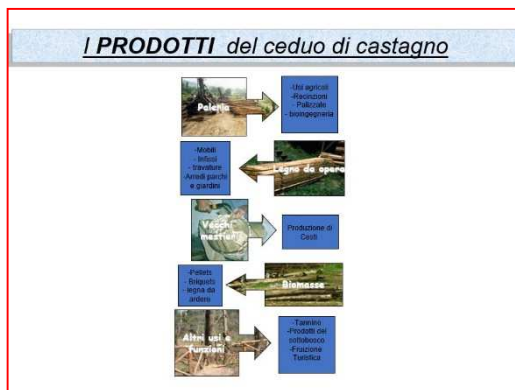 I PRODOTTI del ceduo di castagno
Paleria
-Usi agricoli
-Recinzioni
- Palizzate
- bioingegneria
-Mobili
- Infissi
- travature
-Arredi parchi
e giardini
Legno da opera
Vecchi
mestieri
Produzione di
Cesti
-Pellets
- Briquets
- legna da
ardere
Biomasse
Altri usi e
funzioni
- Tannino
-Prodotti del
sottobosco
-Fruizione
Turistica